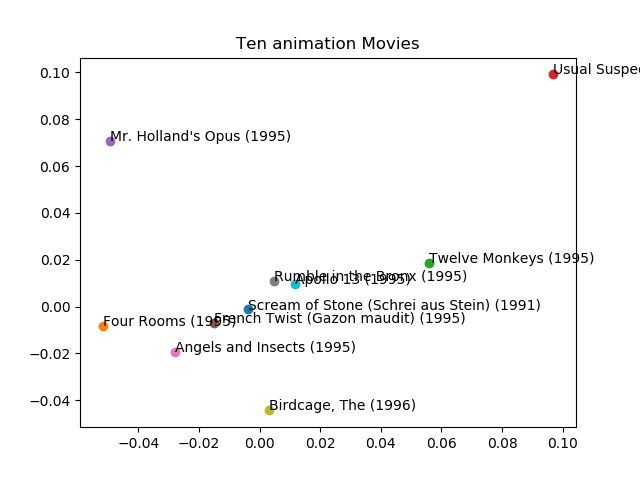 Ten animation Movies
0.10
Usual Suspe
0.08
Mr. Holland's Opus (1995)
0.06
0.04
0.02
Twelve Monkeys (1995)
Rumble in the Bronx (1995)
Apollo 13 (1995)
0.00
Scream of Stone (Schrei aus Stein) (1991)
Four Rooms (1995)
French Twist (Gazon maudit) (1995)
−0.02
Angels and Insects (1995)
−0.04
Birdcage, The (1996)
−0.04 −0.02 0.00 0.02 0.04 0.06 0.08 0.10